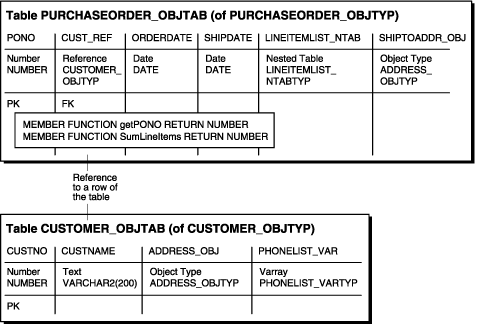 Table PURCHASEORDER_OBJTAB (of PURCHASEORDER_OBJTYP)
PONO CUST_REF ORDERDATE SHIPDATE LINEITEMLIST_NTAB SHIPTOADDR_OBJ
Number Reference Date Date Nested Table Object Type
NUMBER CUSTOMER_ DATE DATE LINEITEMLIST_ ADDRESS_
OBJTYP NTABTYP OBJTYP
PK FK
MEMBER FUNCTION getPONO RETURN NUMBER
MEMBER FUNCTION SumLineItems RETURN NUMBER
Reference
to a row of
the table
Table CUSTOMER_OBJTAB (of CUSTOMER_OBJTYP)
CUSTNO CUSTNAME ADDRESS_OBJ PHONELIST_VAR
Number Text Object Type Varray
NUMBER VARCHAR2(200) ADDRESS_OBJTYP PHONELIST_VARTYP
PK